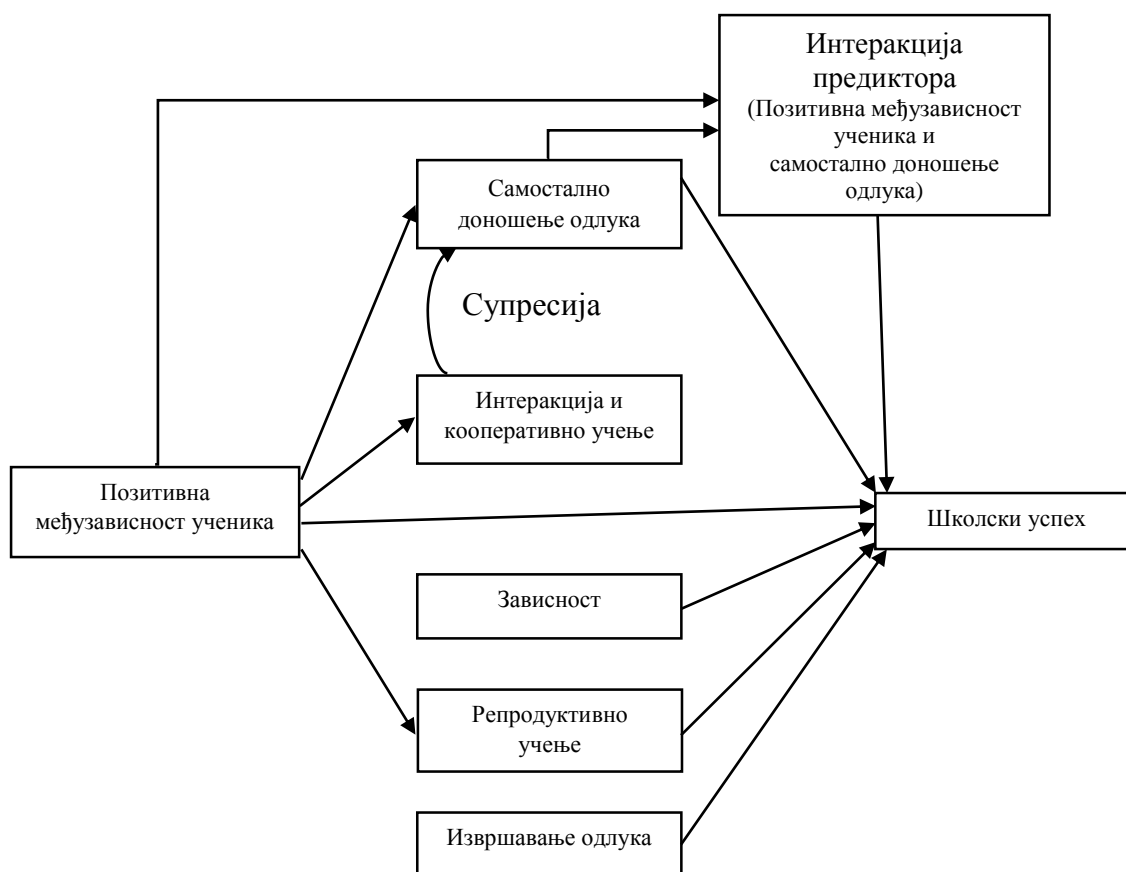 Интеракција
предиктора
(Позитивна међузависност
ученика и
самостално доношење
одлука)
Самостално
доношење одлука
Супресија
Интеракција и
кооперативно учење
Позитивна
међузависност ученика
Школски успех
Зависност
Репродуктивно
учење
Извршавање одлука